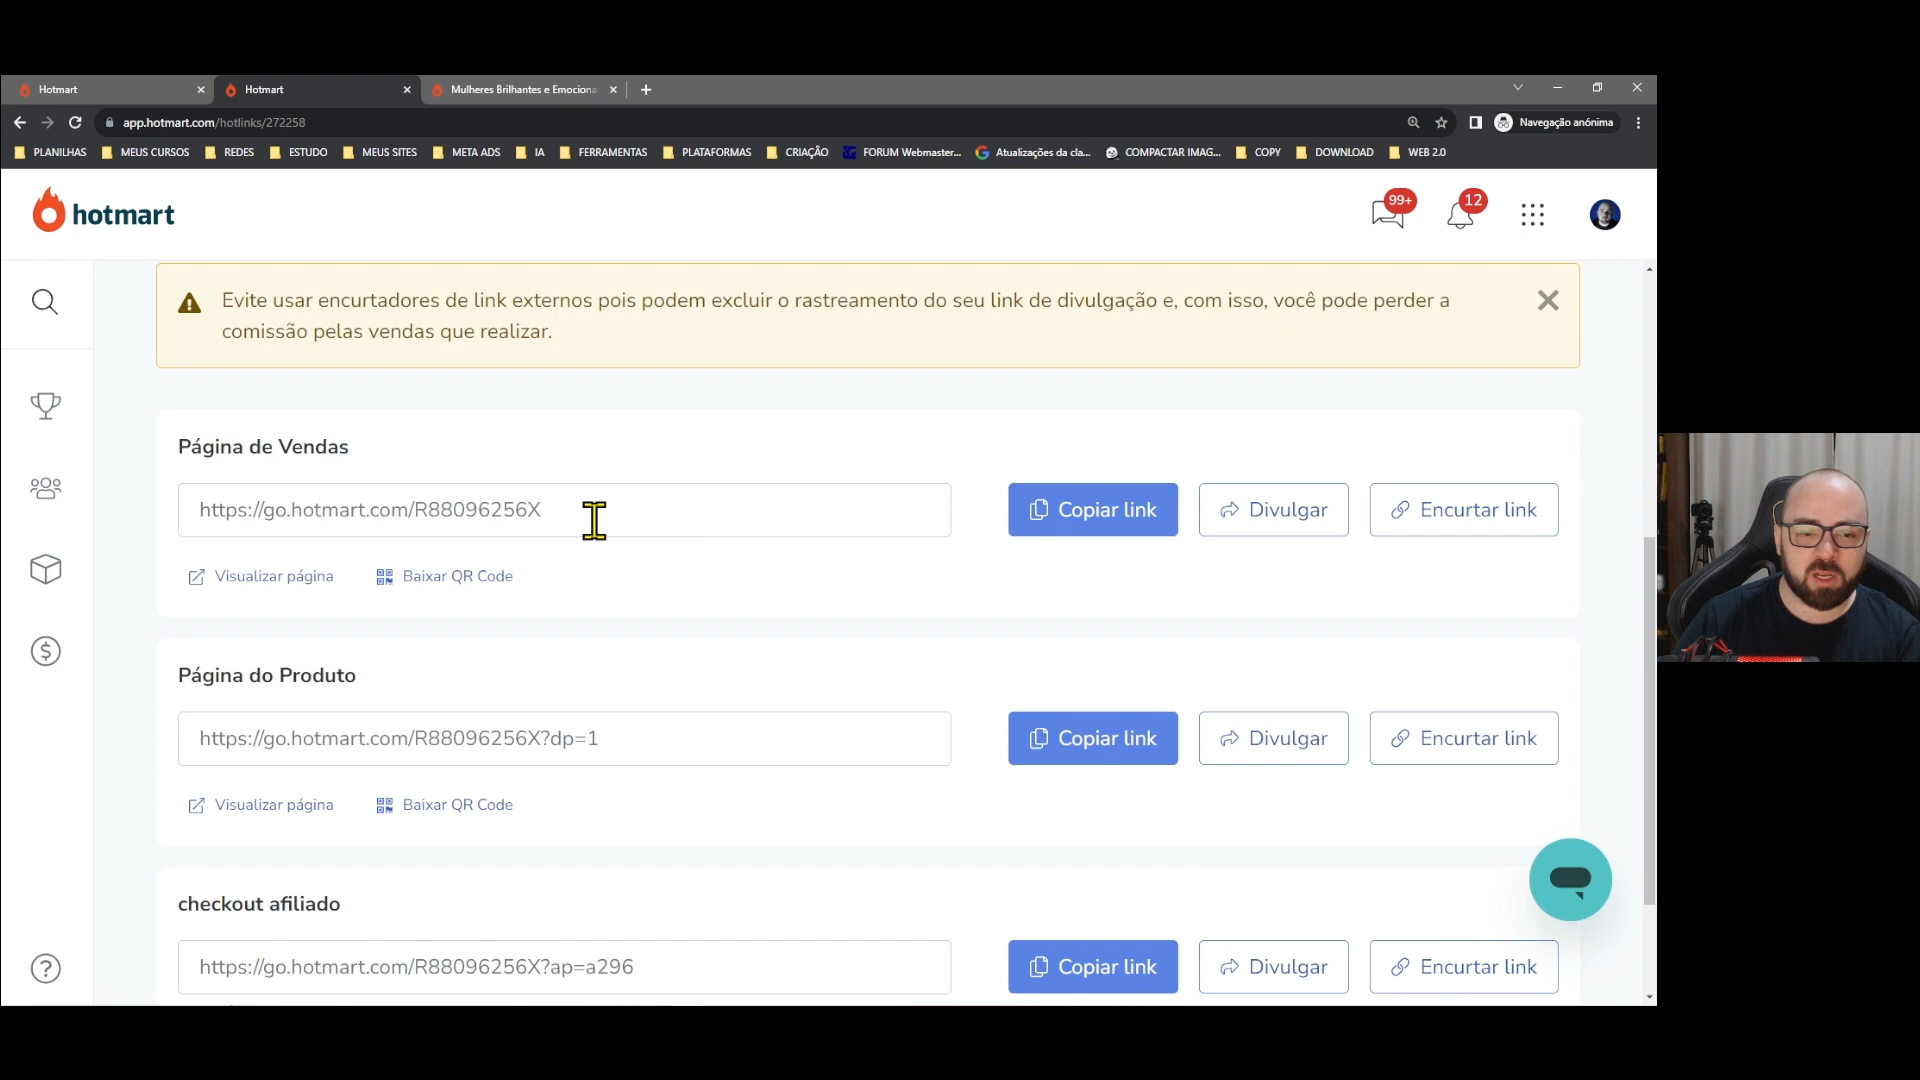 Hotmart
Hotmart
Mulheres Brilhantes e Emociona
app.hotmart.com/hotlinks/272258
Navegação anónima
PLANILHAS
MEUS CURSOS
REDES
ESTUDO
MEUS SITES
META ADS
IA
FERRAMENTAS
PLATAFORMAS
CRIAÇÃO
FORUM Webmaster...
Atualizações da cla...
COMPACTAR IMAG...
COPY
DOWNLOAD
WEB 2.0
hotmart
99+
12
Evite usar encurtadores de link externos pois podem excluir o rastreamento do seu link de divulgação e, com isso, você pode perder a
comissão pelas vendas que realizar.
Página de Vendas
https://go.hotmart.com/R88096256X
Copiar link
Divulgar
Encurtar link
Visualizar página
Baixar QR Code
Página do Produto
https://go.hotmart.com/R88096256X?dp=1
Copiar link
Divulgar
Encurtar link
Visualizar página
Baixar QR Code
checkout afiliado
https://go.hotmart.com/R88096256X?ap=a296
Copiar link
Divulgar
Encurtar link